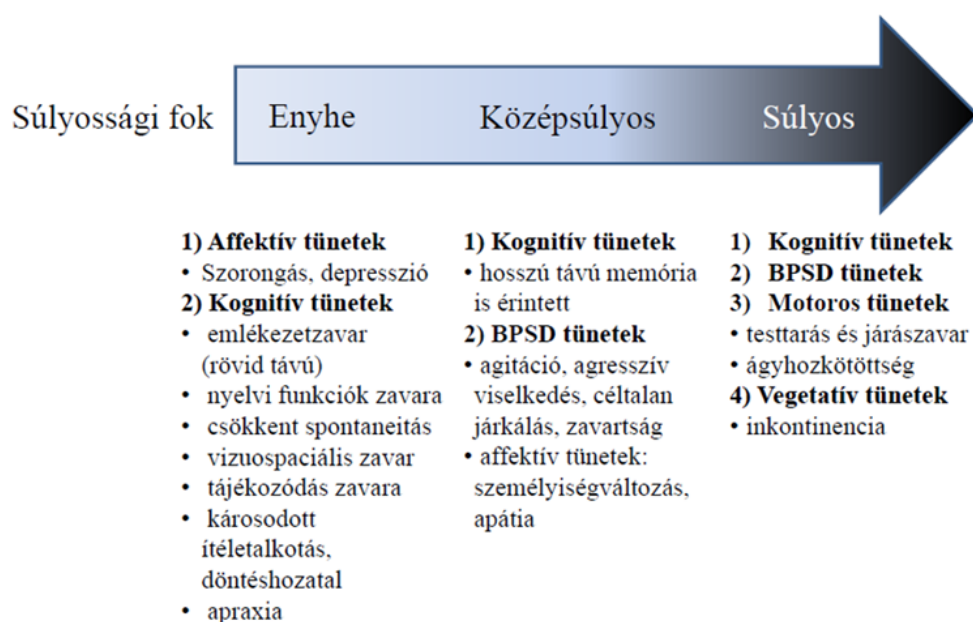 Súlyossági fok
Enyhe
Középsúlyos
Súlyos
1) Affektív tünetek
• Szorongás, depresszió
2) Kognitív tünetek
• emlékezetzavar
(rövid távú)
• nyelvi funkciók zavara
• csökkent spontaneitás
• vizuospaciális zavar
• tájékozódás zavara
• károsodott
ítéletalkotás,
döntéshozatal
• apraxia
1) Kognitív tünetek
• hosszú távú memória
is érintett
2) BPSD tünetek
• agitáció, agresszív
viselkedés, céltalan
járkálás, zavartság
• affektív tünetek:
személyiségváltozás,
apátia
1) Kognitív tünetek
2) BPSD tünetek
3) Motoros tünetek
• testtarás és járászavar
• ágyhozkötöttség
4) Vegetatív tünetek
• inkontinencia